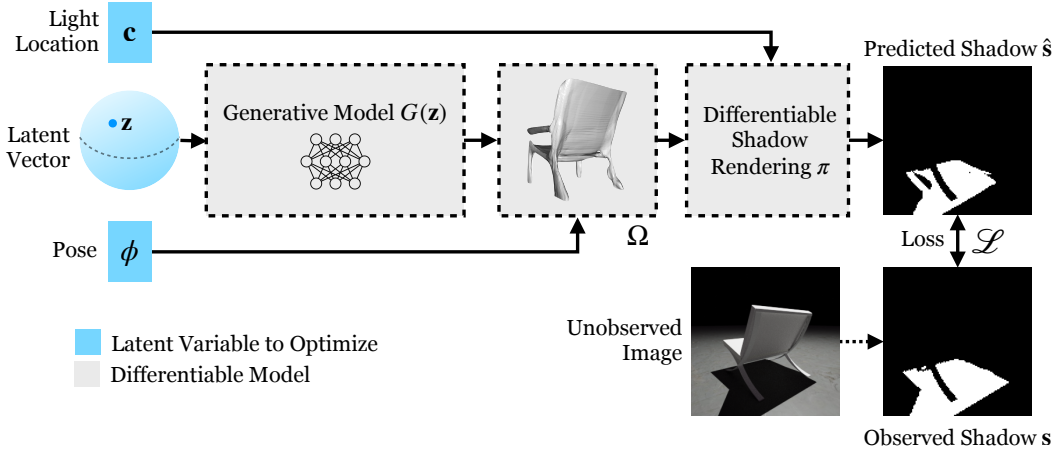 Light
Location
c
Predicted Shadow ŝ
Latent
Vector
z
Generative Model G(z)
Differentiable
Shadow
Rendering π
Pose
ϕ
Ω
Loss
ℒ
Unobserved
Image
Latent Variable to Optimize
Differentiable Model
Observed Shadow s